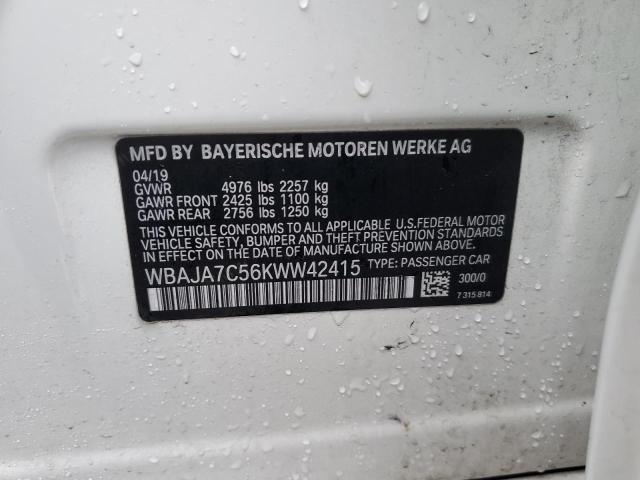 MFD BY BAYERISCHE MOTOREN WERKE AG
04/19
GVWR 4976 lbs 2257 kg
GAWR FRONT 2425 lbs 1100 kg
GAWR REAR 2756 lbs 1250 kg
THIS VEHICLE CONFORMS TO ALL APPLICABLE U.S. FEDERAL MOTOR
VEHICLE SAFETY, BUMPER AND THEFT PREVENTION STANDARDS
IN EFFECT ON THE DATE OF MANUFACTURE SHOWN ABOVE.
WBAJA7C56KWW42415 TYPE: PASSENGER CAR
300/0
7 315 814